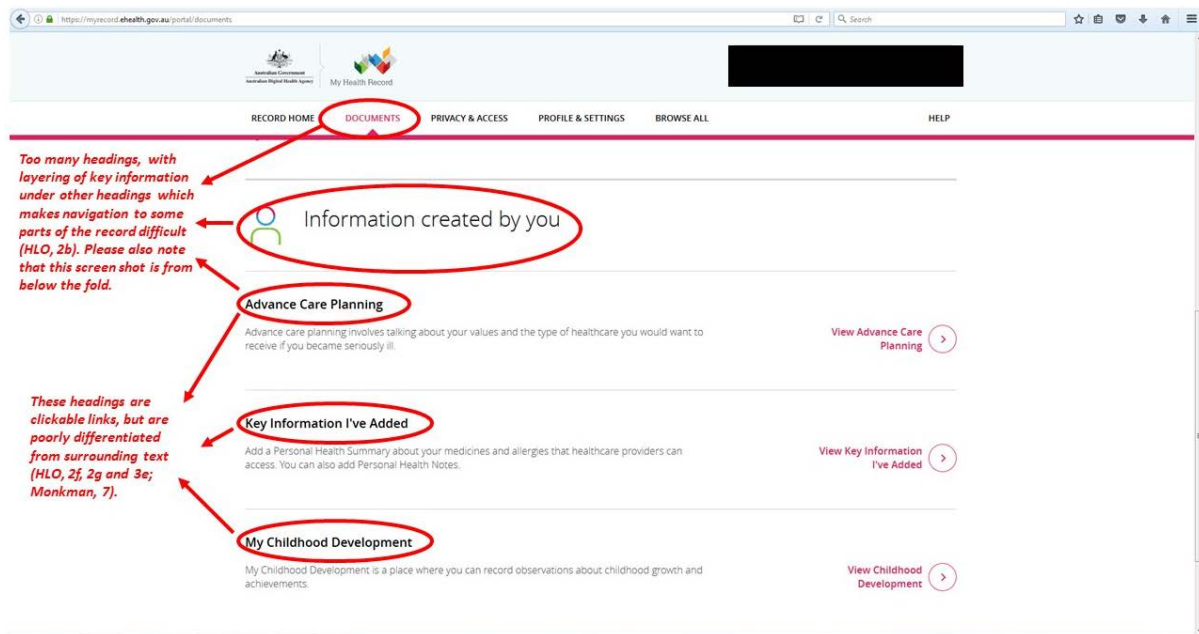 https://myrecord.ehealth.gov.au/portal/documents
Search
Australian Government
Australian Digital Health Agency
My Health Record
RECORD HOME
DOCUMENTS
PRIVACY & ACCESS
PROFILE & SETTINGS
BROWSE ALL
HELP
Too many headings, with
layering of key information
under other headings which
makes navigation to some
parts of the record difficult
(HLO, 2b). Please also note
that this screen shot is from
below the fold.
Information created by you
Advance Care Planning
Advance care planning involves talking about your values and the type of healthcare you would want to
receive if you became seriously ill.
View Advance Care
Planning
These headings are
clickable links, but are
poorly differentiated
from surrounding text
(HLO, 2f, 2g and 3e;
Monkman, 7).
Key Information I've Added
Add a Personal Health Summary about your medicines and allergies that healthcare providers can
access. You can also add Personal Health Notes.
View Key Information
I've Added
My Childhood Development
My Childhood Development is a place where you can record observations about childhood growth and
achievements.
View Childhood
Development